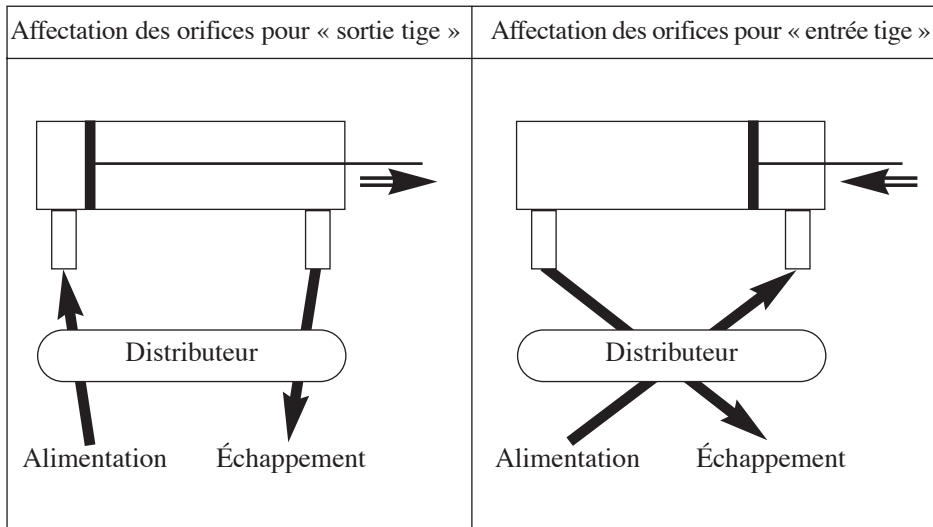 Affectation des orifices pour « sortie tige »
Affectation des orifices pour « entrée tige »
Distributeur
Alimentation
Échappement
Distributeur
Alimentation
Échappement